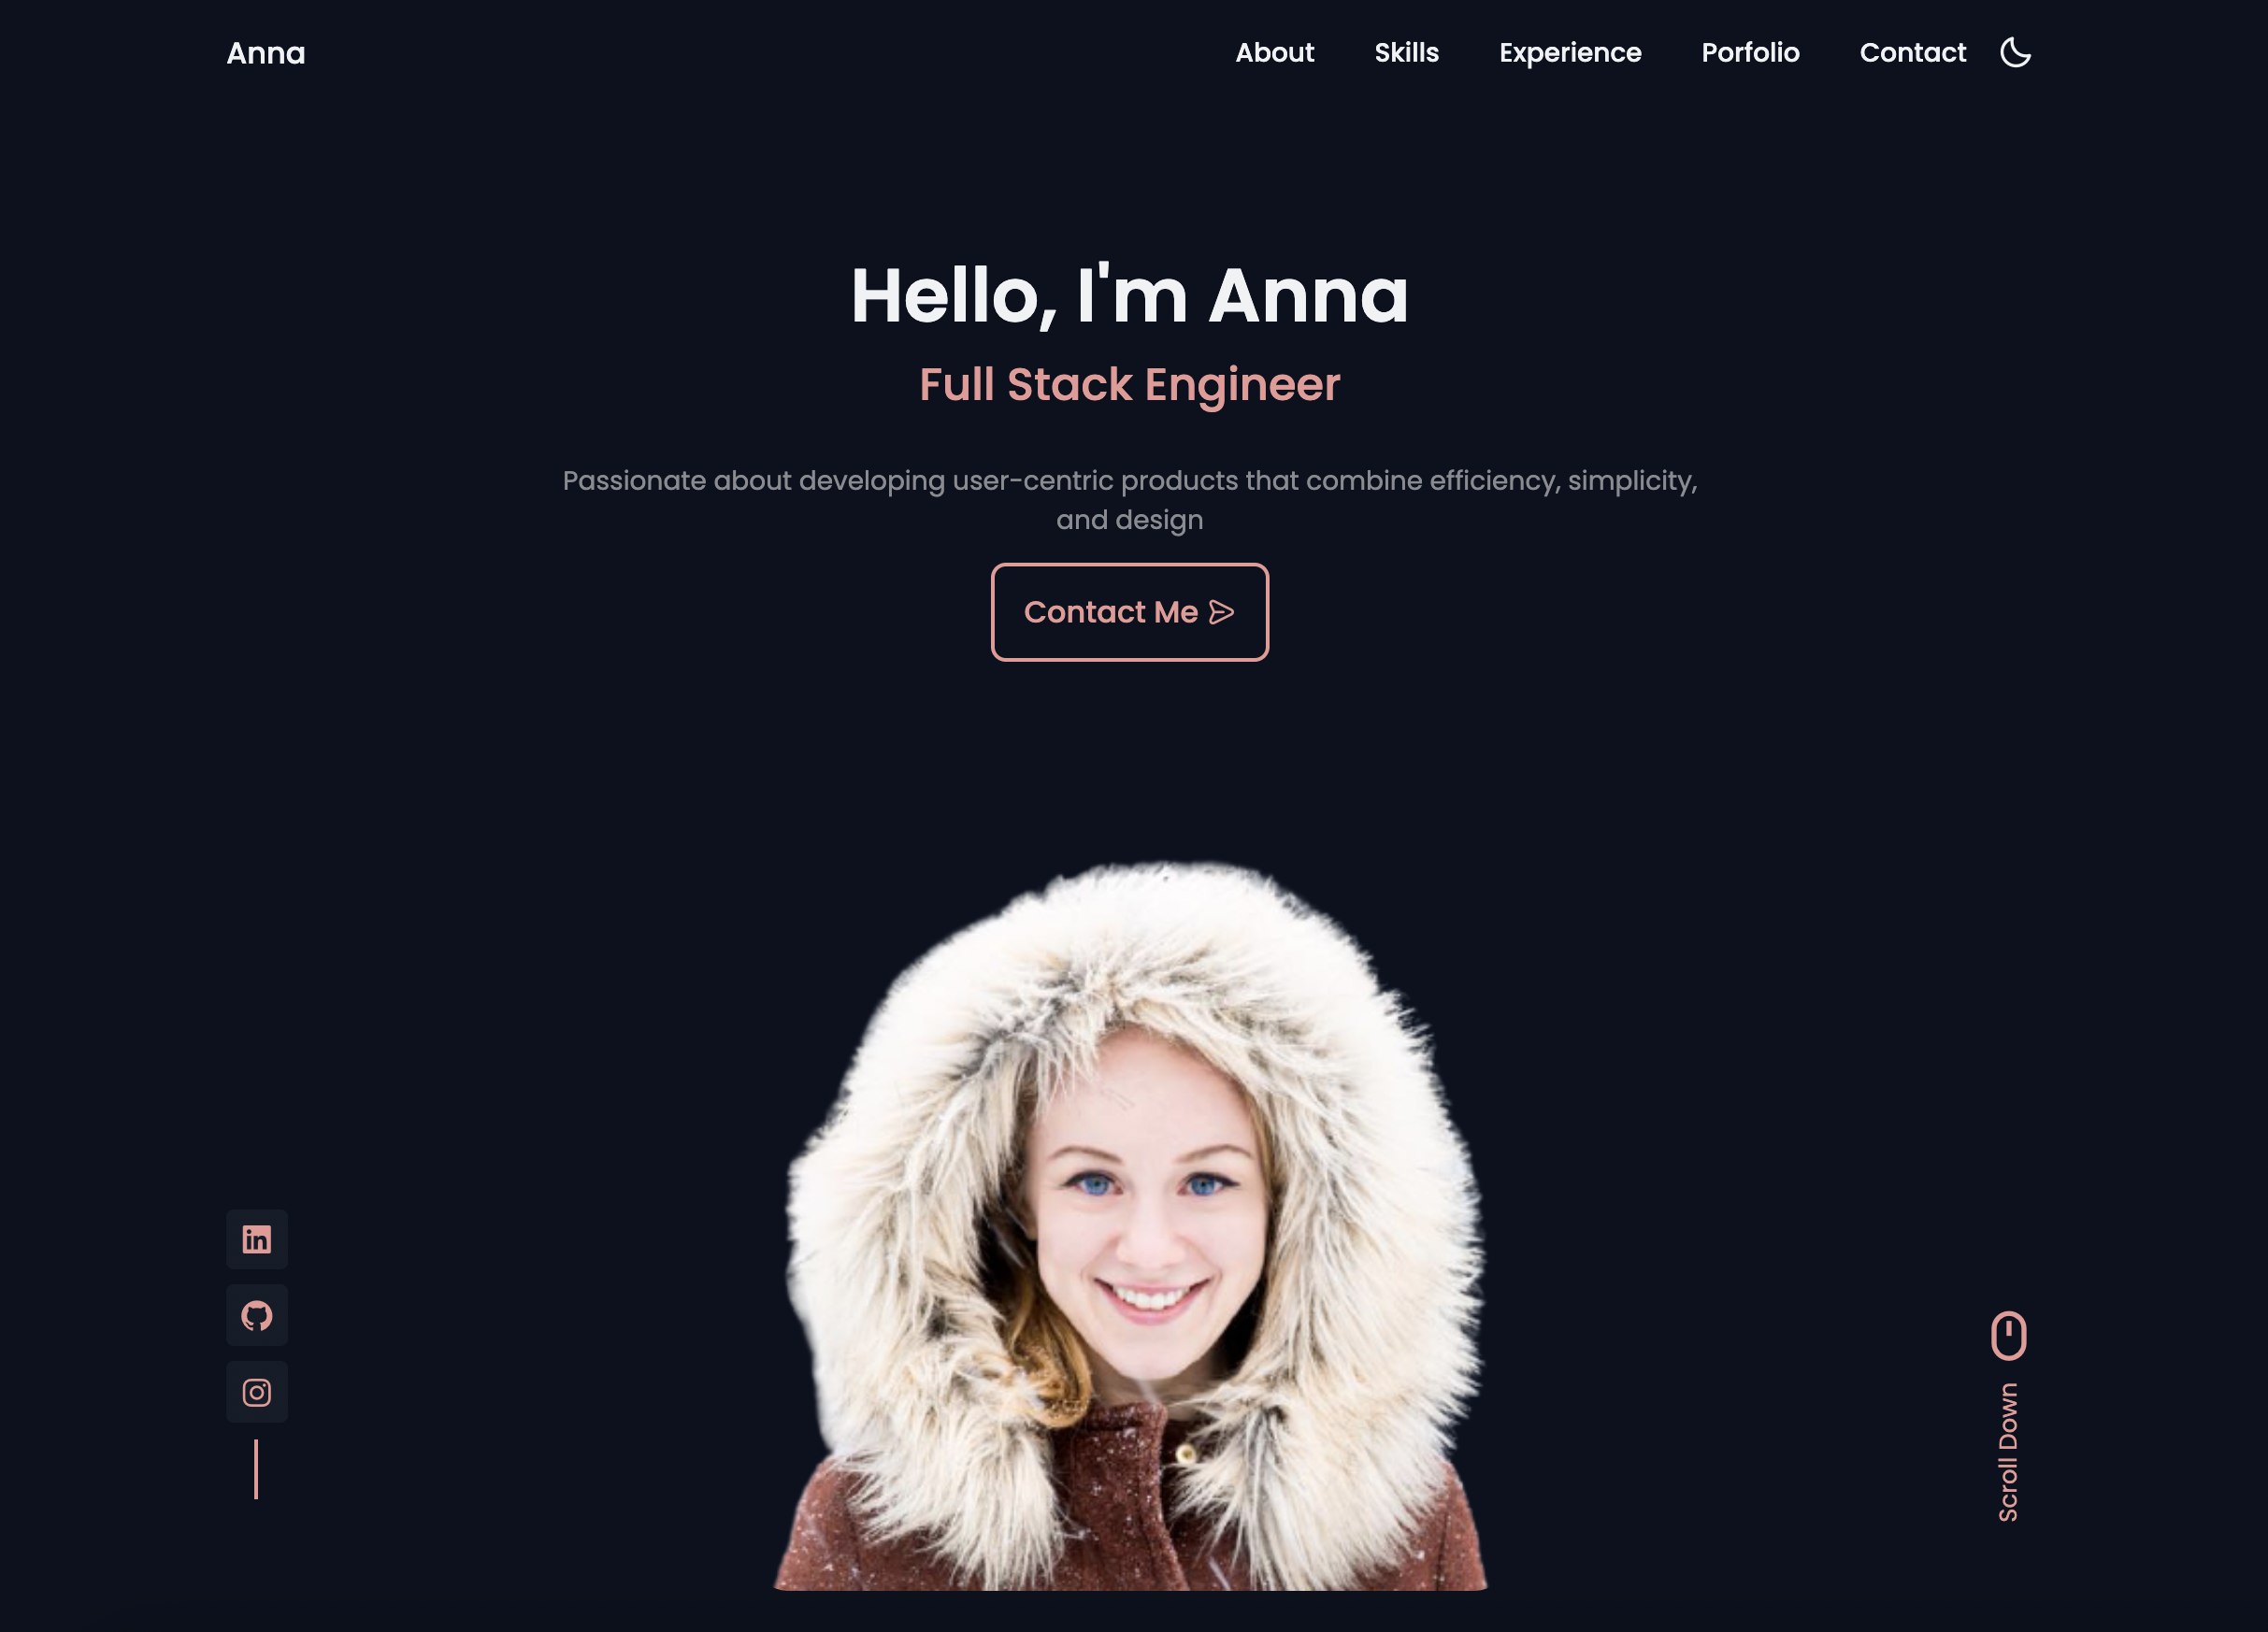 Anna
About
Skills
Experience
Porfolio
Contact
Hello, I'm Anna
Full Stack Engineer
Passionate about developing user-centric products that combine efficiency, simplicity,
and design
Contact Me
in
Scroll Down